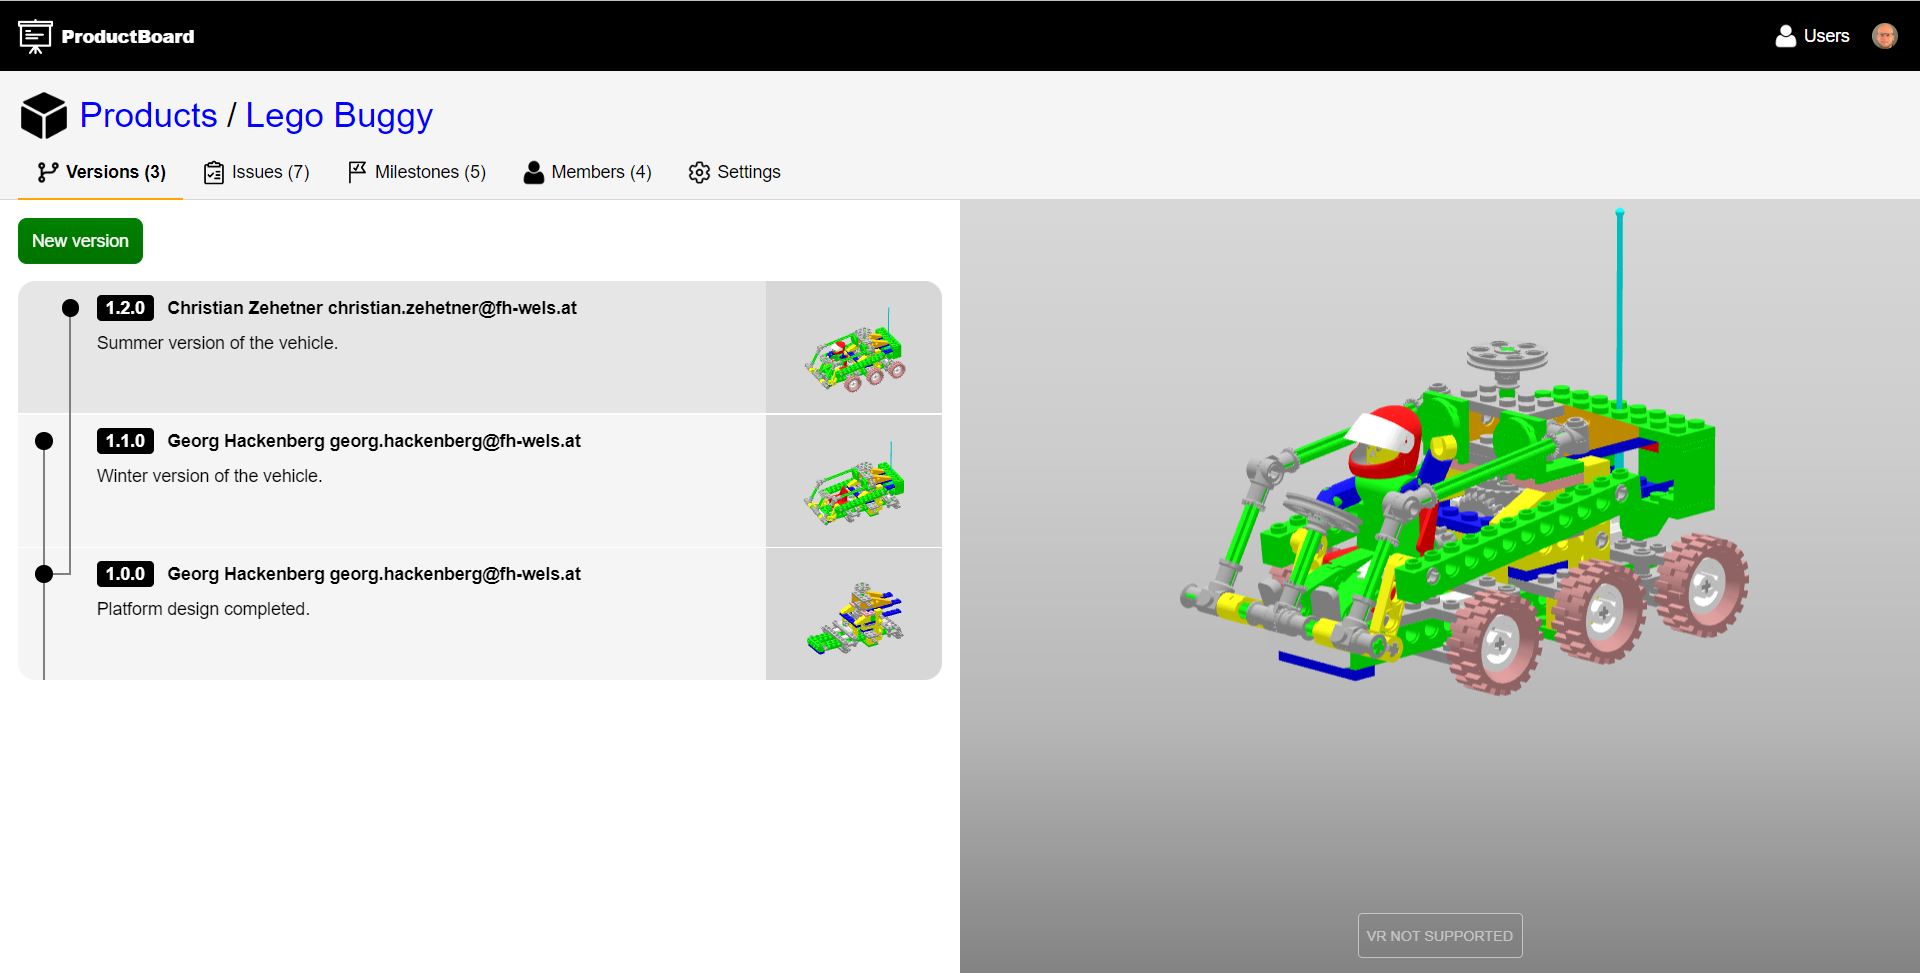 ProductBoard
Users
Products / Lego Buggy
Versions (3)
Issues (7)
Milestones (5)
Members (4)
Settings
New version
1.2.0 Christian Zehetner christian.zehetner@fh-wels.at
Summer version of the vehicle.
1.1.0 Georg Hackenberg georg.hackenberg@fh-wels.at
Winter version of the vehicle.
1.0.0 Georg Hackenberg georg.hackenberg@fh-wels.at
Platform design completed.
VR NOT SUPPORTED